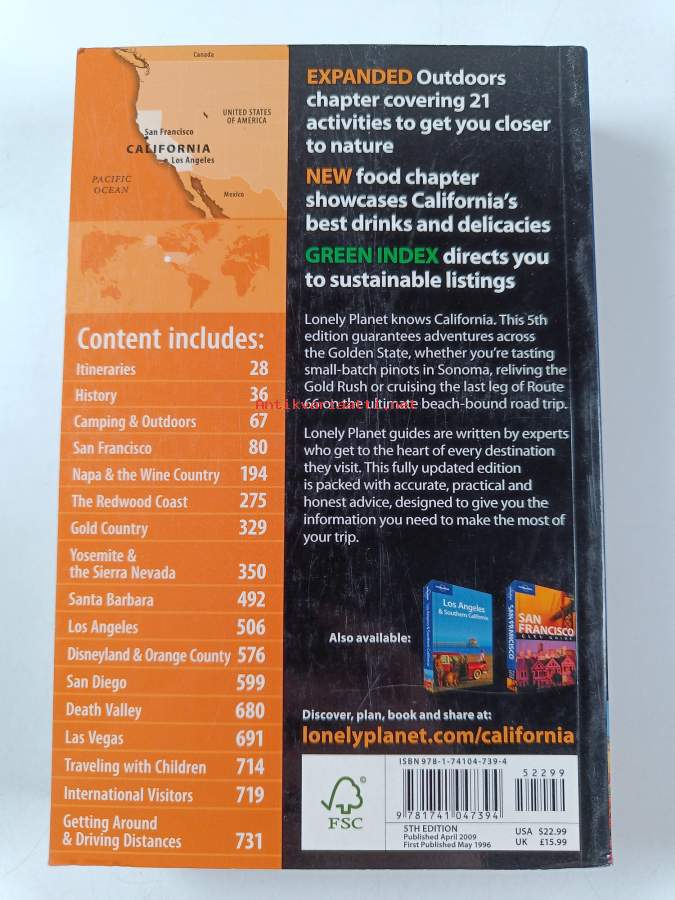 Canada
UNITED STATES
OF AMERICA
San Francisco
CALIFORNIA
Los Angeles
PACIFIC
OCEAN
Mexico
Content includes:
Itineraries 28
History 36
Camping & Outdoors 67
San Francisco 80
Napa & the Wine Country 194
The Redwood Coast 275
Gold Country 329
Yosemite &
the Sierra Nevada 350
Santa Barbara 492
Los Angeles 506
Disneyland & Orange County 576
San Diego 599
Death Valley 680
Las Vegas 691
Traveling with Children 714
International Visitors 719
Getting Around
& Driving Distances 731
EXPANDED Outdoors
chapter covering 21
activities to get you closer
to nature
NEW food chapter
showcases California's
best drinks and delicacies
GREEN INDEX directs you
to sustainable listings
Lonely Planet knows California. This 5th
edition guarantees adventures across
the Golden State, whether you're tasting
small-batch pinots in Sonoma, reliving the
Gold Rush or cruising the last leg of Route
66 on the ultimate beach-bound road trip.
Antikvariaatti.net
Lonely Planet guides are written by experts
who get to the heart of every destination
they visit. This fully updated edition
is packed with accurate, practical and
honest advice, designed to give you the
information you need to make the most of
your trip.
Also available:
Los Angeles
& Southern California
SAN FRANCISCO
SAN
FRANCISCO
CITY GUIDE
Discover, plan, book and share at:
lonelyplanet.com/california
ISBN 978-1-74104-739-4
52299
9 781741 047394
FSC
5TH EDITION
Published April 2009
First Published May 1996
USA $22.99
UK £15.99